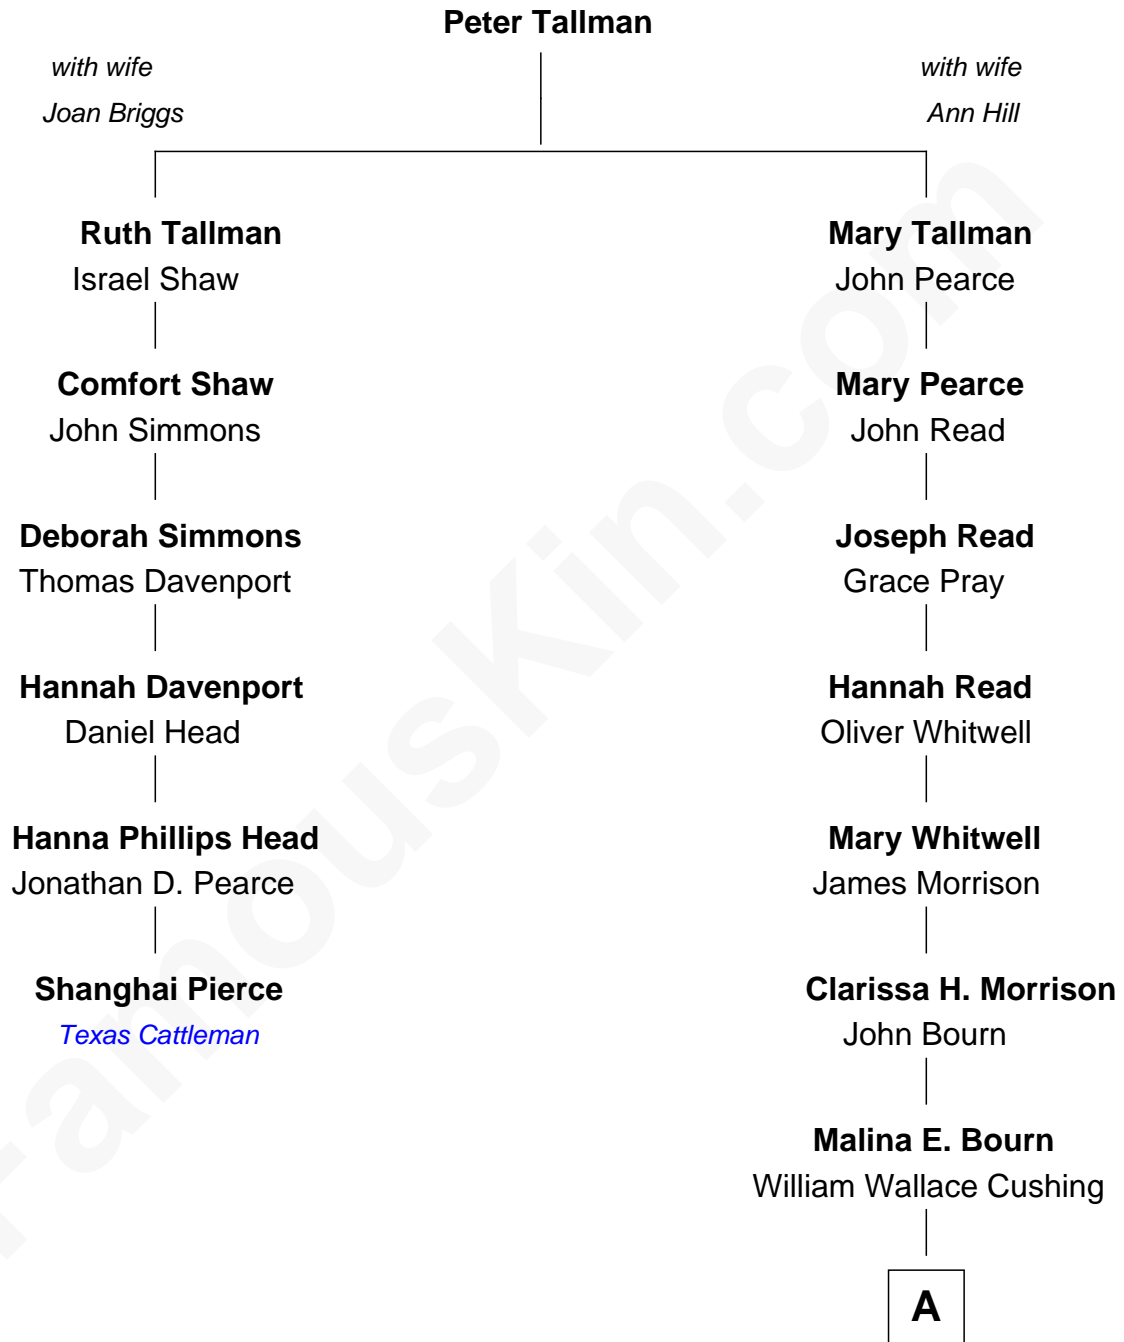 Peter Tallman
with wife
Joan Briggs
with wife
Ann Hill
Ruth Tallman
Israel Shaw
Mary Tallman
John Pearce
Comfort Shaw
John Simmons
Mary Pearce
John Read
Deborah Simmons
Thomas Davenport
Joseph Read
Grace Pray
Hannah Davenport
Daniel Head
Hannah Read
Oliver Whitwell
Hanna Phillips Head
Jonathan D. Pearce
Mary Whitwell
James Morrison
Shanghai Pierce
Texas Cattleman
Clarissa H. Morrison
John Bourn
Malina E. Bourn
William Wallace Cushing
A
FamousKin.com